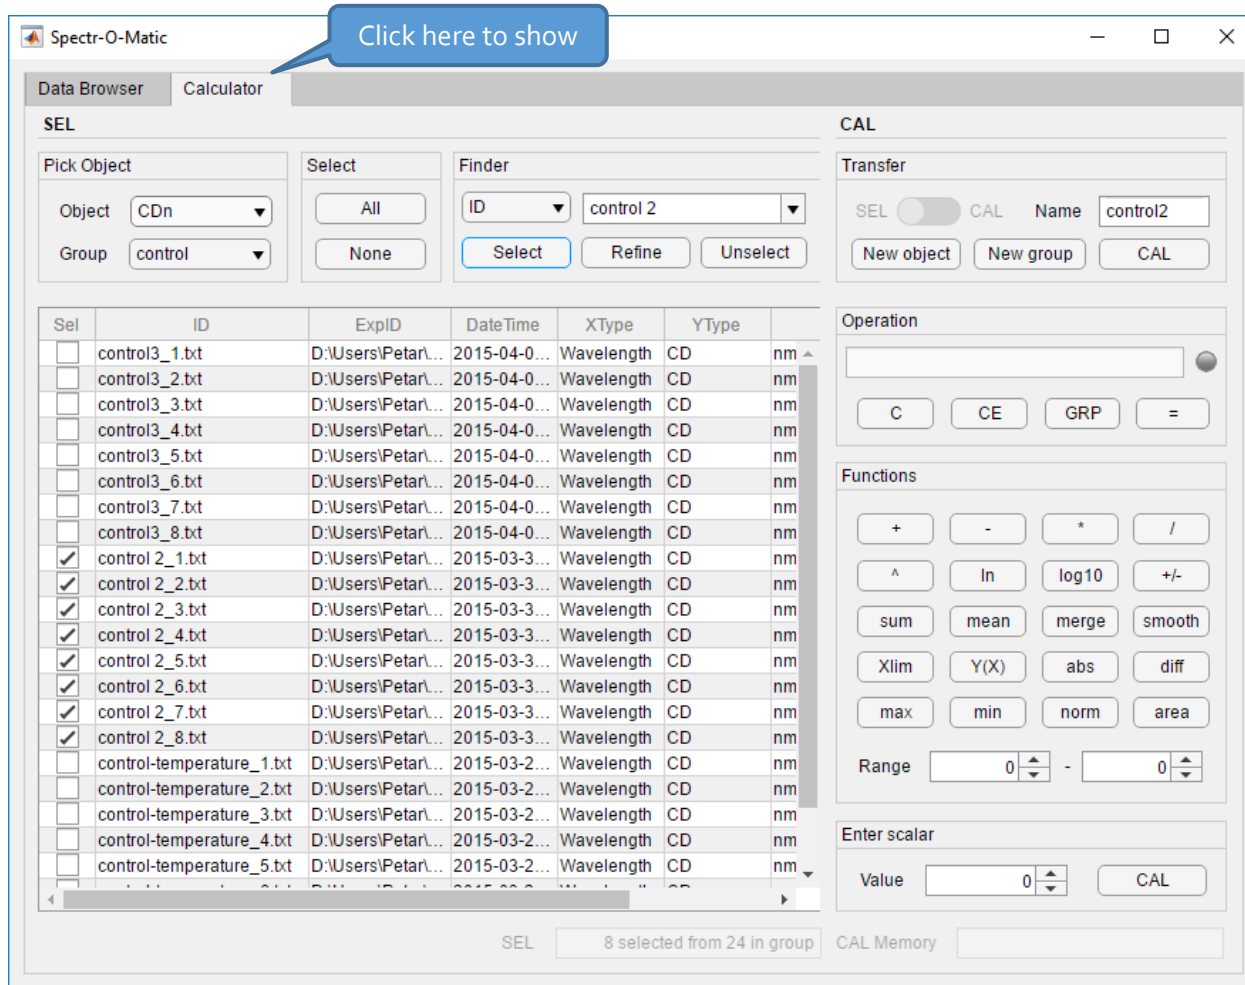 Spectr-O-Matic
Click here to show
Data Browser Calculator
SEL
CAL
Pick Object
Select
Finder
Transfer
Object CDn
All
ID control 2
SEL CAL Name control2
Group control
None
Select Refine Unselect
New object New group CAL
Sel ID ExpID DateTime XType YType
control3_1.txt D:\Users\Petar\... 2015-04-0... Wavelength CD nm
control3_2.txt D:\Users\Petar\... 2015-04-0... Wavelength CD nm
control3_3.txt D:\Users\Petar\... 2015-04-0... Wavelength CD nm
control3_4.txt D:\Users\Petar\... 2015-04-0... Wavelength CD nm
control3_5.txt D:\Users\Petar\... 2015-04-0... Wavelength CD nm
control3_6.txt D:\Users\Petar\... 2015-04-0... Wavelength CD nm
control3_7.txt D:\Users\Petar\... 2015-04-0... Wavelength CD nm
control3_8.txt D:\Users\Petar\... 2015-04-0... Wavelength CD nm
control 2_1.txt D:\Users\Petar\... 2015-03-3... Wavelength CD nm
control 2_2.txt D:\Users\Petar\... 2015-03-3... Wavelength CD nm
control 2_3.txt D:\Users\Petar\... 2015-03-3... Wavelength CD nm
control 2_4.txt D:\Users\Petar\... 2015-03-3... Wavelength CD nm
control 2_5.txt D:\Users\Petar\... 2015-03-3... Wavelength CD nm
control 2_6.txt D:\Users\Petar\... 2015-03-3... Wavelength CD nm
control 2_7.txt D:\Users\Petar\... 2015-03-3... Wavelength CD nm
control 2_8.txt D:\Users\Petar\... 2015-03-3... Wavelength CD nm
control-temperature_1.txt D:\Users\Petar\... 2015-03-2... Wavelength CD nm
control-temperature_2.txt D:\Users\Petar\... 2015-03-2... Wavelength CD nm
control-temperature_3.txt D:\Users\Petar\... 2015-03-2... Wavelength CD nm
control-temperature_4.txt D:\Users\Petar\... 2015-03-2... Wavelength CD nm
control-temperature_5.txt D:\Users\Petar\... 2015-03-2... Wavelength CD nm
Operation
C CE GRP =
Functions
+ - * /
^ ln log10 +/-
sum mean merge smooth
Xlim Y(X) abs diff
max min norm area
Range 0 - 0
Enter scalar
Value 0 CAL
SEL 8 selected from 24 in group CAL Memory